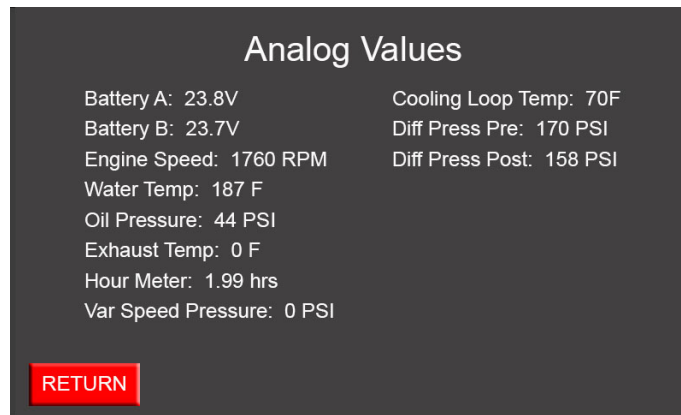 Analog Values
Battery A: 23.8V
Battery B: 23.7V
Engine Speed: 1760 RPM
Water Temp: 187 F
Oil Pressure: 44 PSI
Exhaust Temp: 0 F
Hour Meter: 1.99 hrs
Var Speed Pressure: 0 PSI
Cooling Loop Temp: 70F
Diff Press Pre: 170 PSI
Diff Press Post: 158 PSI
RETURN